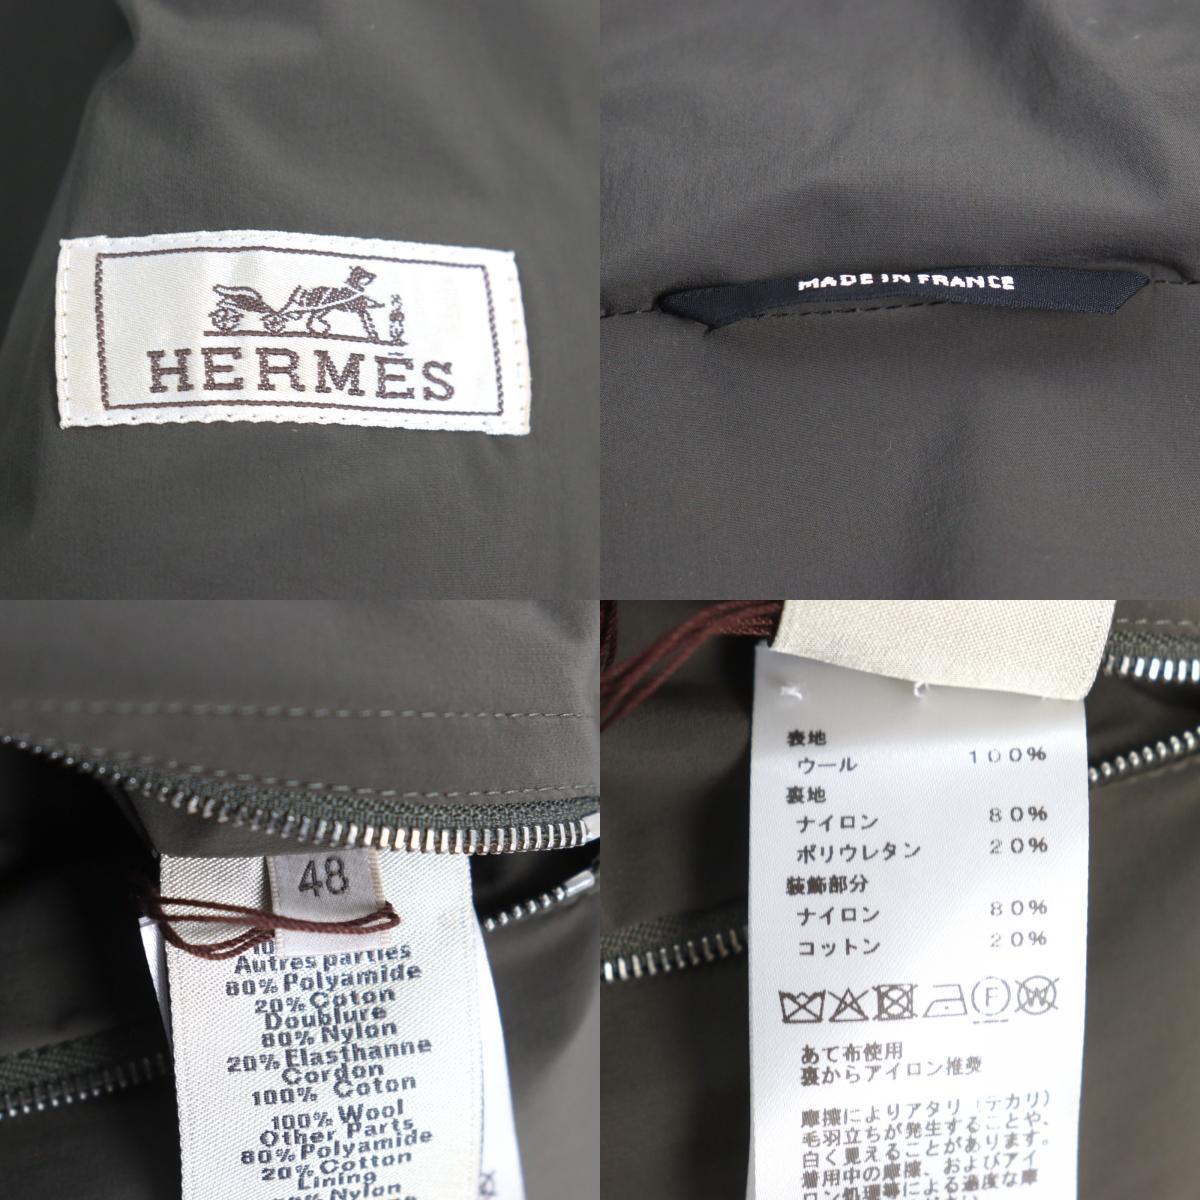 HERMES
MADE IN FRANCE
48
Autres parties
80% Polyamide
20% Coton
Doublure
80% Nylon
20% Elasthanne
Cordon
100% Coton
100% Wool
Other Parts
80% Polyamide
20% Cotton
Lining
Nylon
表地
ウール 100%
裏地
ナイロン 80%
ポリウレタン 20%
装飾部分
ナイロン 80%
コットン 20%
F W
あて布使用
裏からアイロン推奨
摩擦によりアタリ(テカリ)
毛羽立ちが発生することや、
白く見えることがあります。
着用中の摩擦、およびアイ
ロン処理等による過度な摩